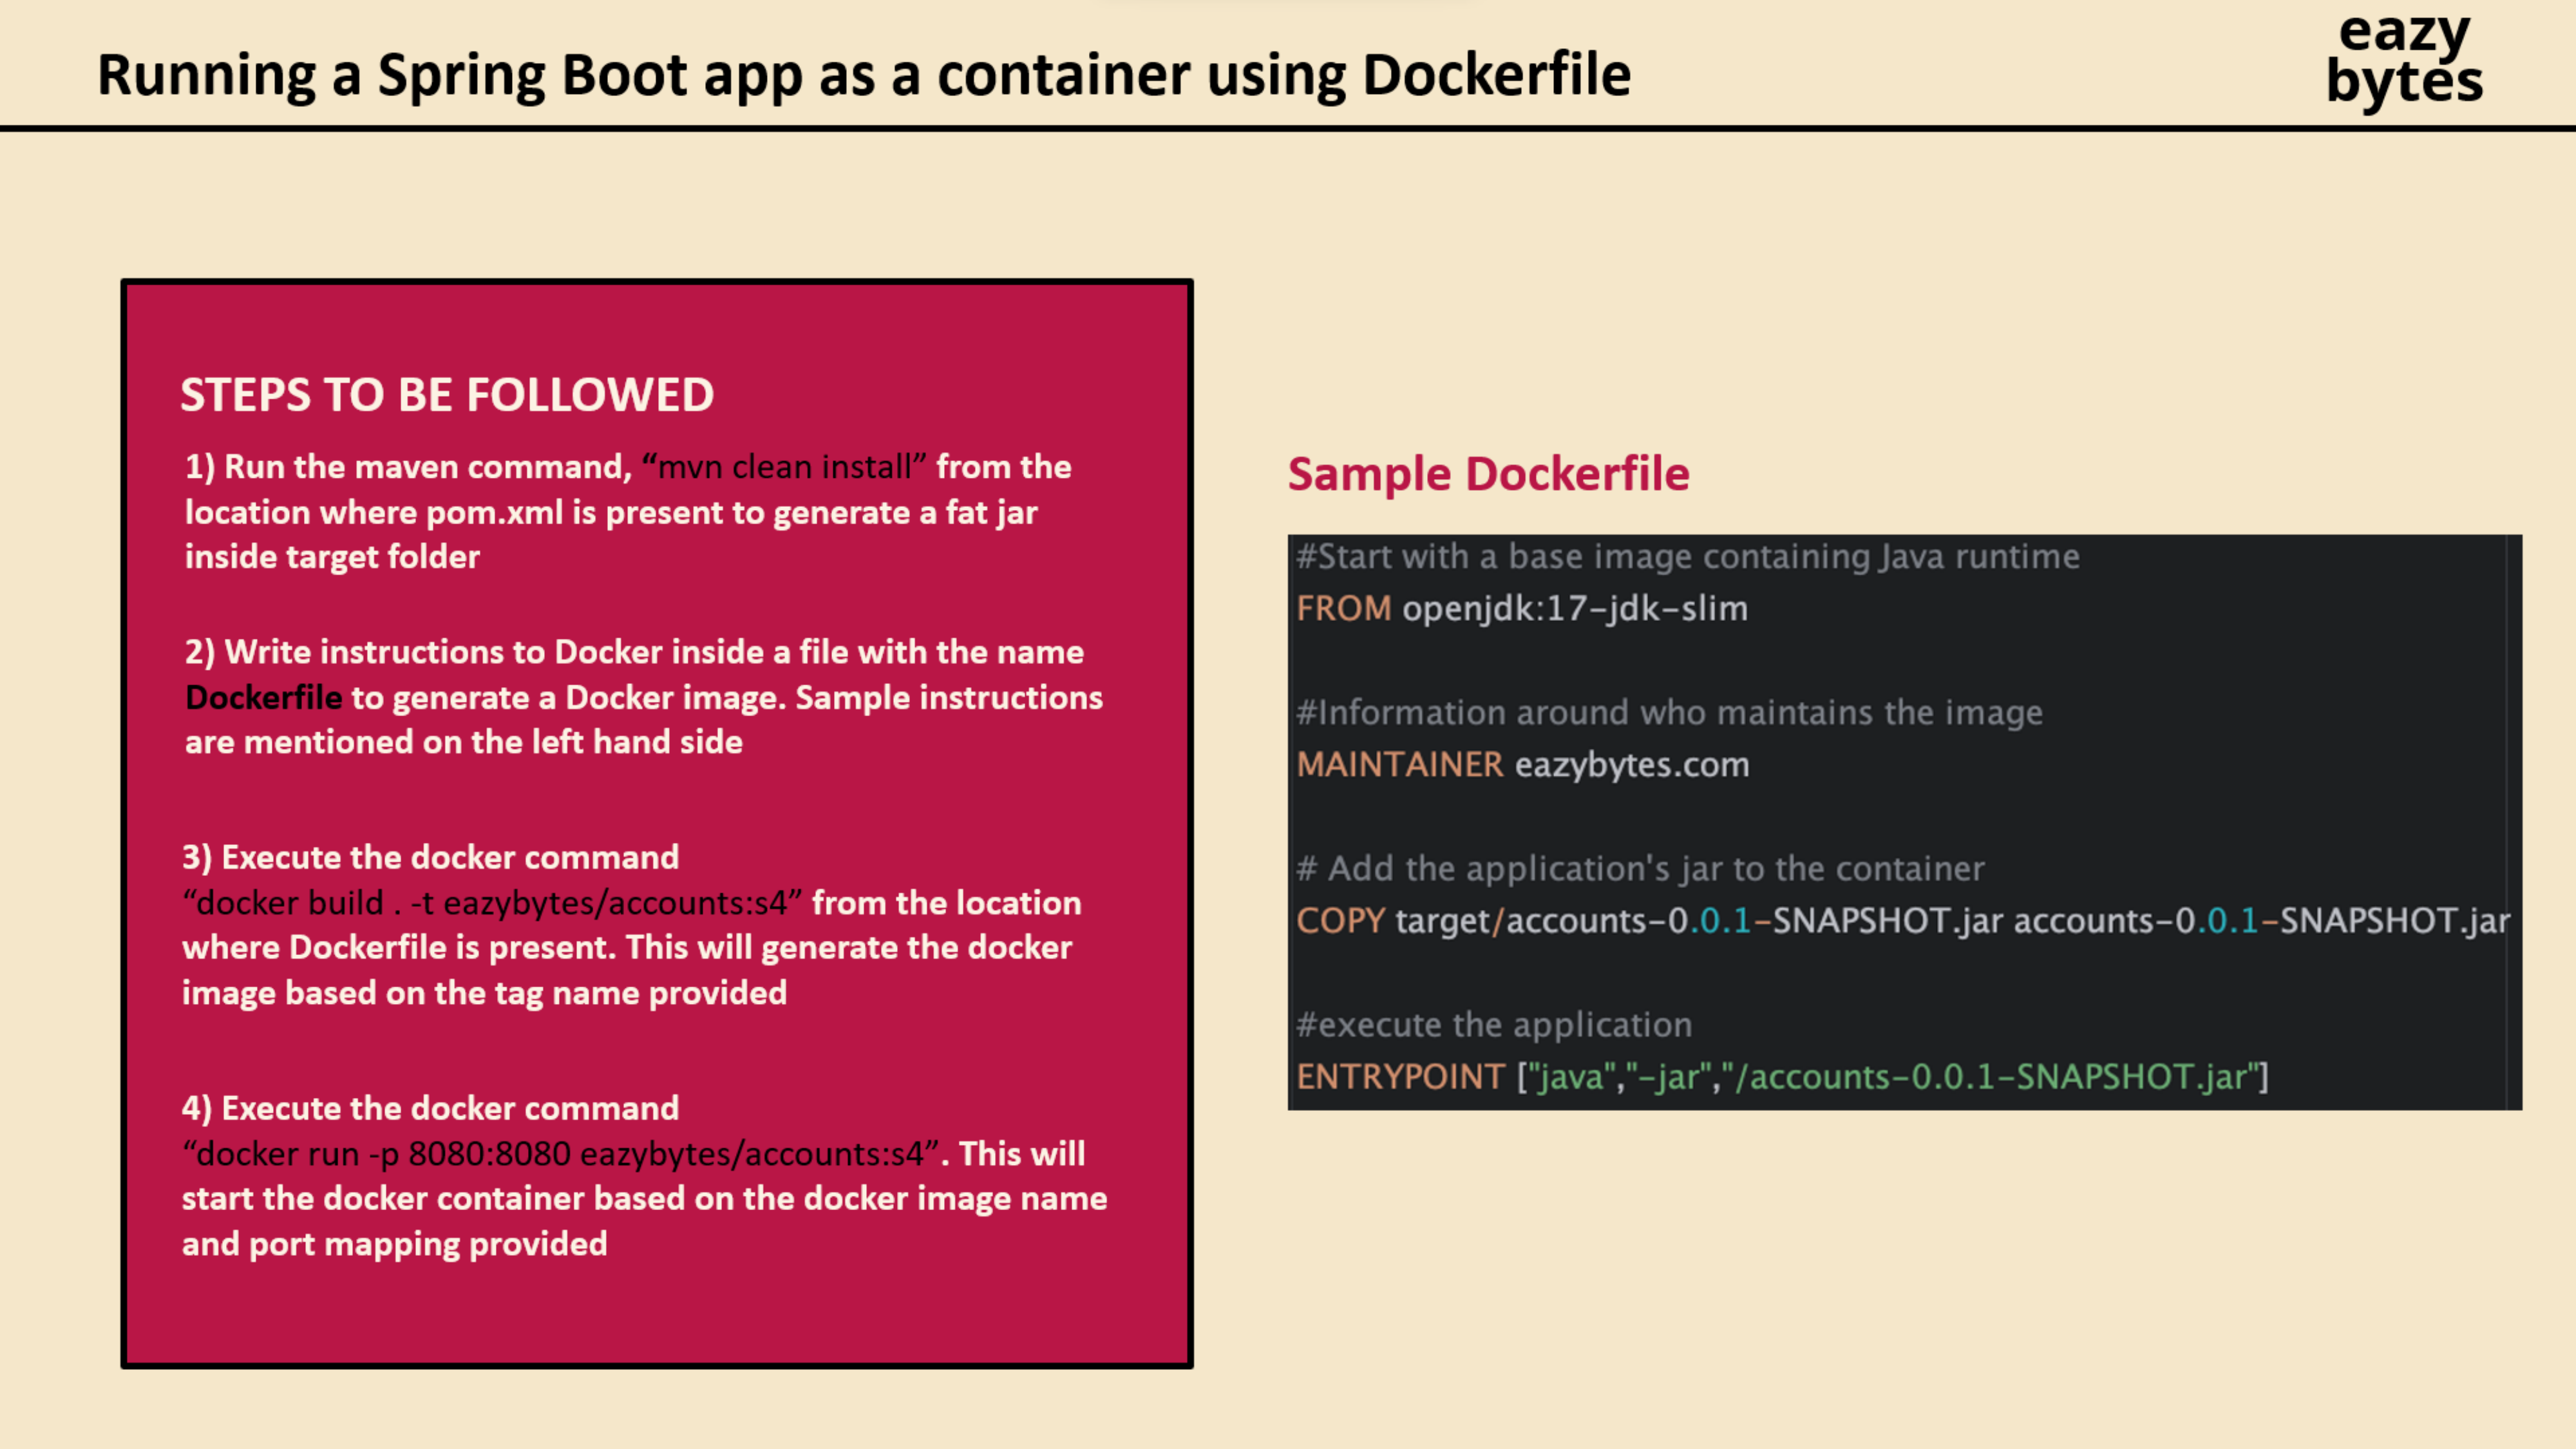 Running a Spring Boot app as a container using Dockerfile
eazy
bytes
STEPS TO BE FOLLOWED
1) Run the maven command, “mvn clean install” from the
location where pom.xml is present to generate a fat jar
inside target folder
2) Write instructions to Docker inside a file with the name
Dockerfile to generate a Docker image. Sample instructions
are mentioned on the left hand side
3) Execute the docker command
“docker build . -t eazybytes/accounts:s4” from the location
where Dockerfile is present. This will generate the docker
image based on the tag name provided
4) Execute the docker command
“docker run -p 8080:8080 eazybytes/accounts:s4”. This will
start the docker container based on the docker image name
and port mapping provided
Sample Dockerfile
#Start with a base image containing Java runtime
FROM openjdk:17-jdk-slim
#Information around who maintains the image
MAINTAINER eazybytes.com
# Add the application's jar to the container
COPY target/accounts-0.0.1-SNAPSHOT.jar accounts-0.0.1-SNAPSHOT.jar
#execute the application
ENTRYPOINT ["java","-jar","/accounts-0.0.1-SNAPSHOT.jar"]